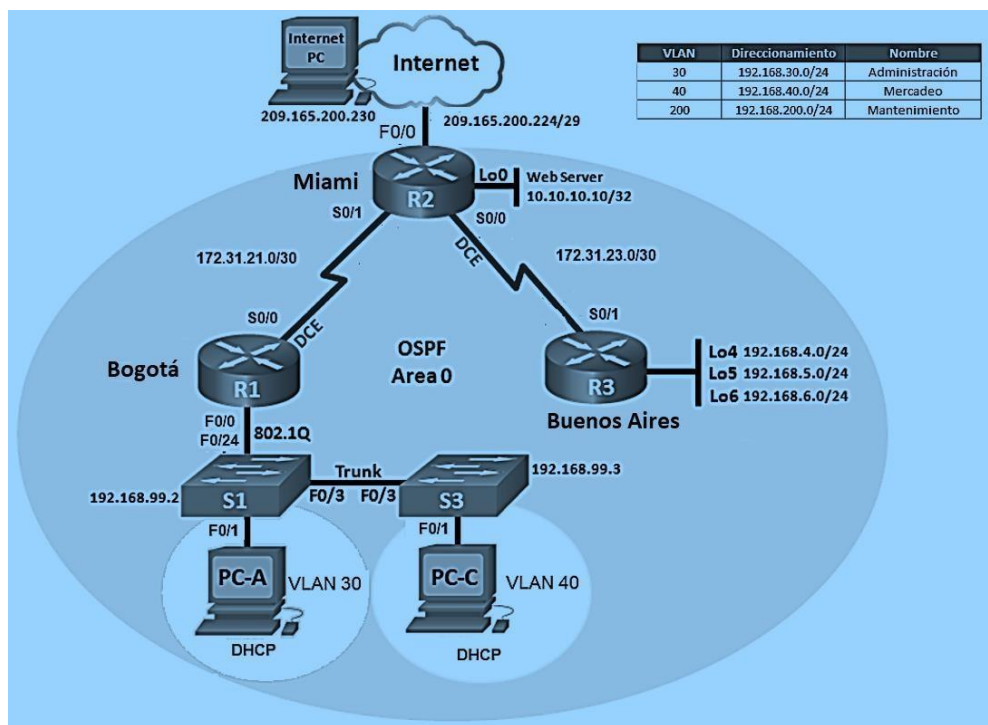 Internet
PC
Internet
209.165.200.230
209.165.200.224/29
F0/0
VLAN Direccionamiento Nombre
30 192.168.30.0/24 Administración
40 192.168.40.0/24 Mercadeo
200 192.168.200.0/24 Mantenimiento
Miami
R2
Lo0
Web Server
10.10.10.10/32
S0/1
S0/0
DCE
172.31.21.0/30
172.31.23.0/30
S0/0
DCE
S0/1
Bogotá
R1
OSPF
Area 0
R3
Buenos Aires
Lo4 192.168.4.0/24
Lo5 192.168.5.0/24
Lo6 192.168.6.0/24
F0/0
F0/24
802.1Q
Trunk
192.168.99.2
S1
F0/3
F0/3
S3
192.168.99.3
F0/1
F0/1
PC-A
VLAN 30
PC-C
VLAN 40
DHCP
DHCP